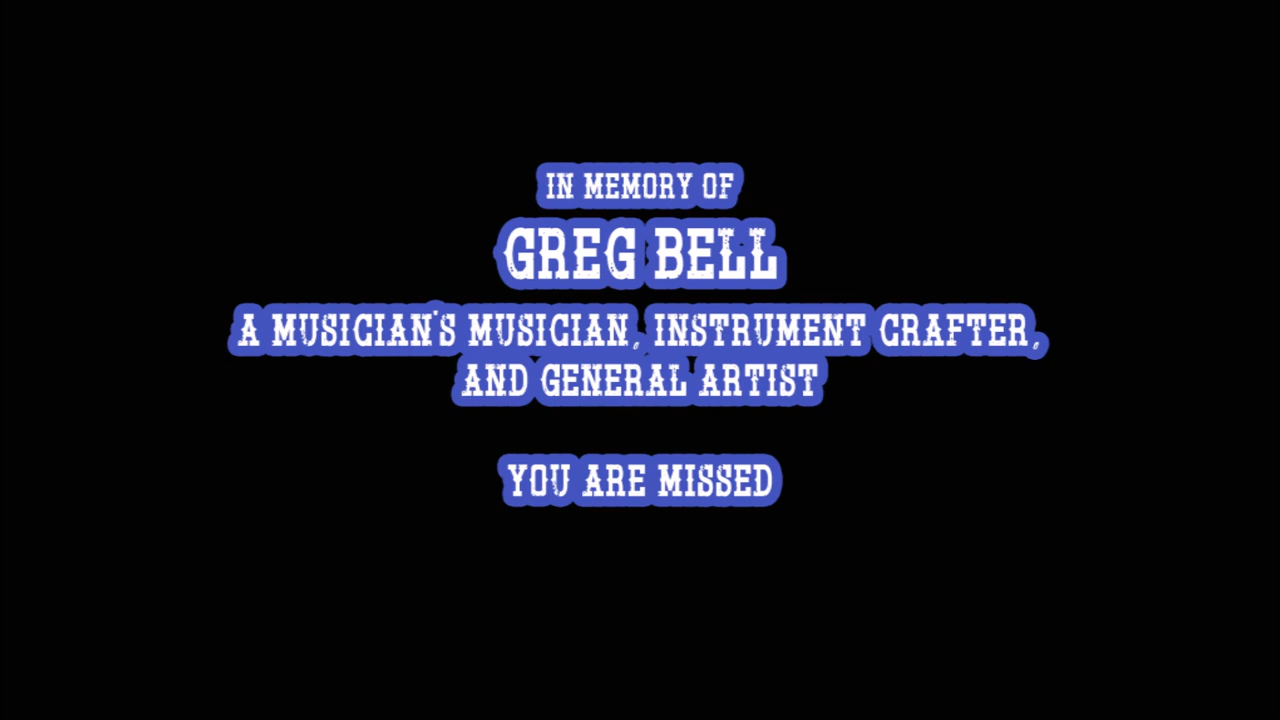 IN MEMORY OF
GREG BELL
A MUSICIAN'S MUSICIAN, INSTRUMENT CRAFTER,
AND GENERAL ARTIST
YOU ARE MISSED